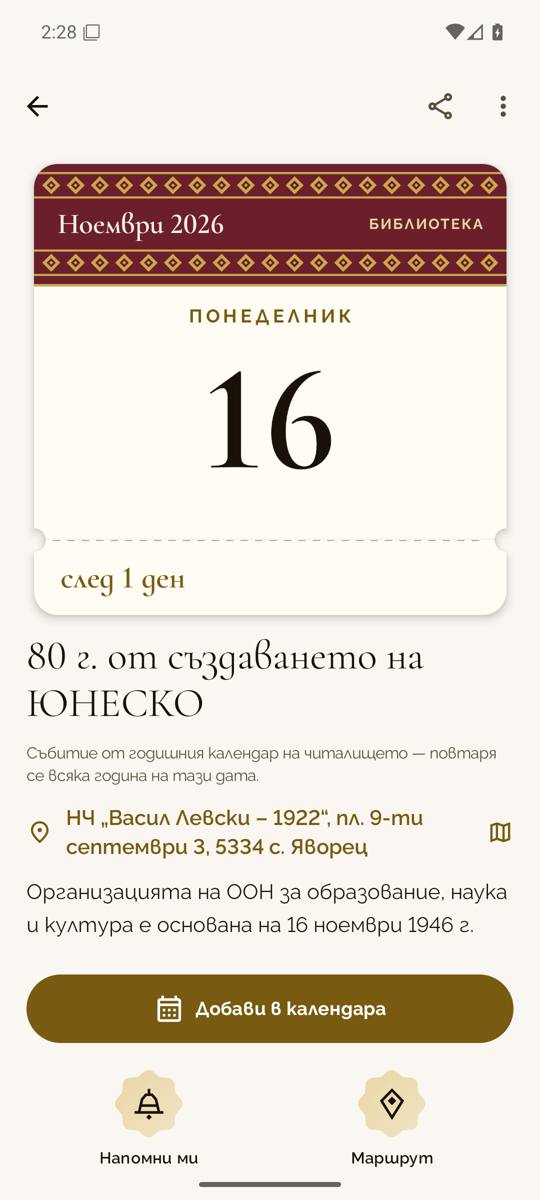 2:28
Ноември 2026
БИБЛИОТЕКА
ПОНЕДЕЛНИК
16
след 1 ден
80 г. от създаването на
ЮНЕСКО
Събитие от годишния календар на читалището — повтаря
се всяка година на тази дата.
НЧ „Васил Левски – 1922“, пл. 9-ти
септември 3, 5334 с. Яворец
Организацията на ООН за образование, наука
и култура е основана на 16 ноември 1946 г.
Добави в календара
Напомни ми
Маршрут